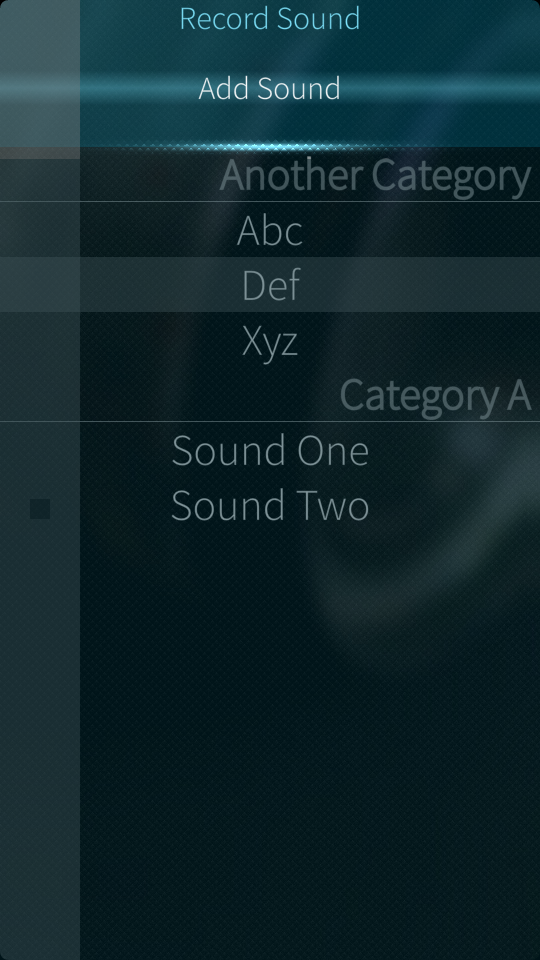 Record Sound
Add Sound
Another Category
Abc
Def
Xyz
Category A
Sound One
Sound Two